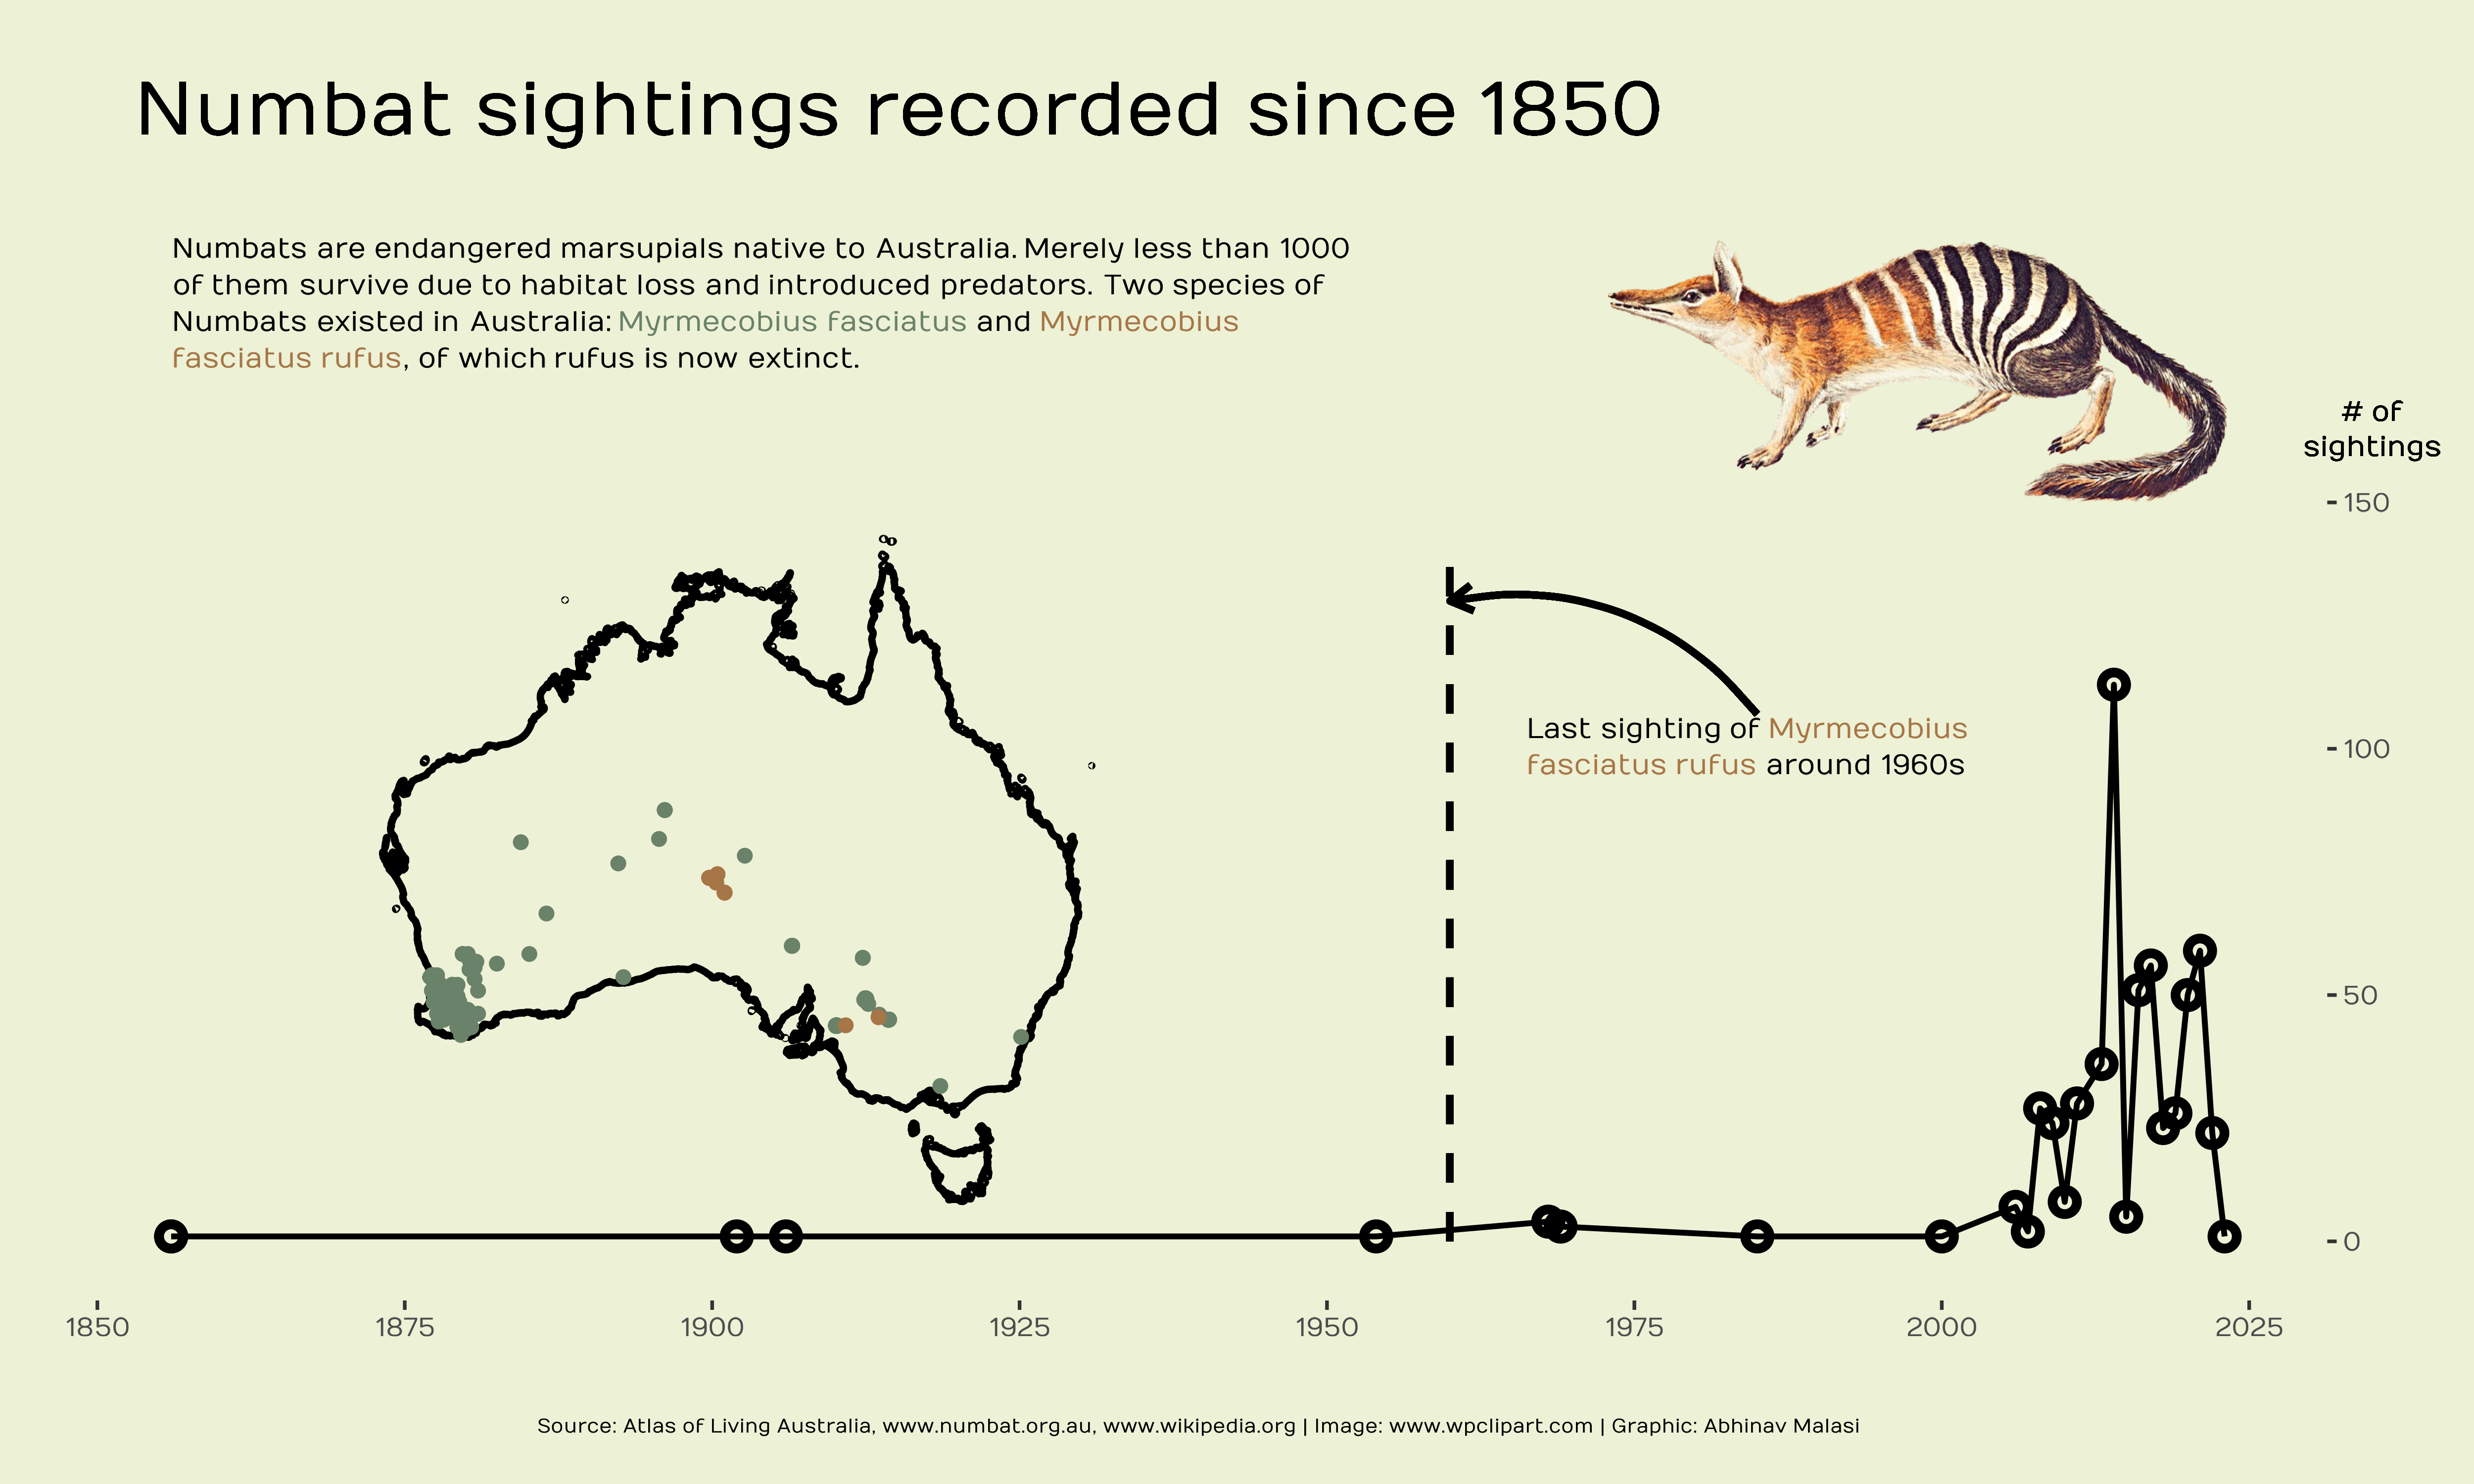 Numbat sightings recorded since 1850
Numbats are endangered marsupials native to Australia. Merely less than 1000
of them survive due to habitat loss and introduced predators. Two species of
Numbats existed in Australia: Myrmecobius fasciatus and Myrmecobius
fasciatus rufus, of which rufus is now extinct.
# of
sightings
150
Last sighting of Myrmecobius
fasciatus rufus around 1960s
100
50
0
1850 1875 1900 1925 1950 1975 2000 2025
Source: Atlas of Living Australia, www.numbat.org.au, www.wikipedia.org | Image: www.wpclipart.com | Graphic: Abhinav Malasi